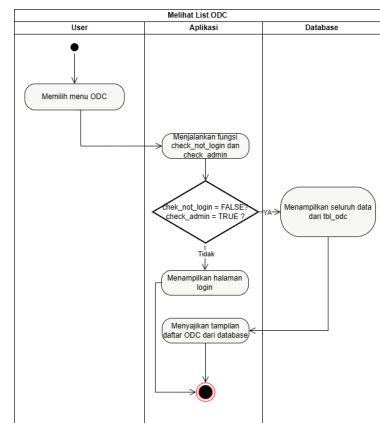 Melihat List ODC
User
Aplikasi
Database
Memilih menu ODC
Menjalankan fungsi
check_not_login dan
check_admin
chek_not_login = FALSE?
check_admin = TRUE ?
YA
Menampilkan seluruh data
dari tbl_odc
Tidak
Menampilkan halaman
login
Menyajikan tampilan
daftar ODC dari database